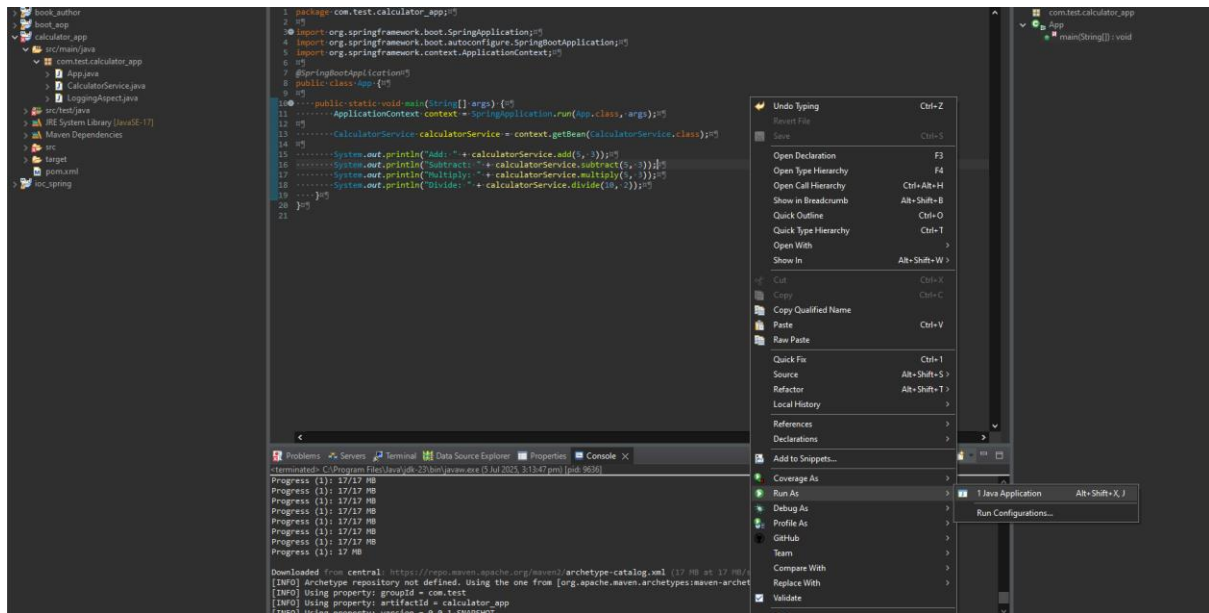 book_author
boot_aop
calculator_app
src/main/java
com.test.calculator_app
App.java
CalculatorService.java
LoggingAspect.java
src/test/java
JRE System Library [JavaSE-17]
Maven Dependencies
src
target
pom.xml
ioc_spring
1 package com.test.calculator_app;
2
3 import org.springframework.boot.SpringApplication;
4 import org.springframework.boot.autoconfigure.SpringBootApplication;
5 import org.springframework.context.ApplicationContext;
6
7 @SpringBootApplication
8 public class App {
9
10 public static void main(String[] args) {
11 ApplicationContext context = SpringApplication.run(App.class, args);
12
13 CalculatorService calculatorService = context.getBean(CalculatorService.class);
14
15 System.out.println("Add: " + calculatorService.add(5, 3));
16 System.out.println("Subtract: " + calculatorService.subtract(5, 3));
17 System.out.println("Multiply: " + calculatorService.multiply(5, 3));
18 System.out.println("Divide: " + calculatorService.divide(10, 2));
19 }
20 }
21
com.test.calculator_app
App
main(String[]) : void
Undo Typing Ctrl+Z
Revert File
Save Ctrl+S
Open Declaration F3
Open Type Hierarchy F4
Open Call Hierarchy Ctrl+Alt+H
Show in Breadcrumb Alt+Shift+B
Quick Outline Ctrl+O
Quick Type Hierarchy Ctrl+T
Open With
Show In Alt+Shift+W
Cut Ctrl+X
Copy Ctrl+C
Copy Qualified Name
Paste Ctrl+V
Raw Paste
Quick Fix Ctrl+1
Source Alt+Shift+S
Refactor Alt+Shift+T
Local History
References
Declarations
Add to Snippets...
Coverage As
Run As
Debug As
Profile As
GitHub
Team
Compare With
Replace With
Validate
1 Java Application Alt+Shift+X, J
Run Configurations...
Problems Servers Terminal Data Source Explorer Properties Console
<terminated> C:\Program Files\Java\jdk-23\bin\javaw.exe (5 Jul 2025, 3:13:47 pm) [pid: 9636]
Progress (1): 17/17 MB
Progress (1): 17/17 MB
Progress (1): 17/17 MB
Progress (1): 17/17 MB
Progress (1): 17/17 MB
Progress (1): 17/17 MB
Progress (1): 17/17 MB
Progress (1): 17 MB
Downloaded from central: https://repo.maven.apache.org/maven2/archetype-catalog.xml (17 MB at 17 MB/
[INFO] Archetype repository not defined. Using the one from [org.apache.maven.archetypes:maven-archet
[INFO] Using property: groupId = com.test
[INFO] Using property: artifactId = calculator_app
[INFO] Using property: version = 0.0.1-SNAPSHOT